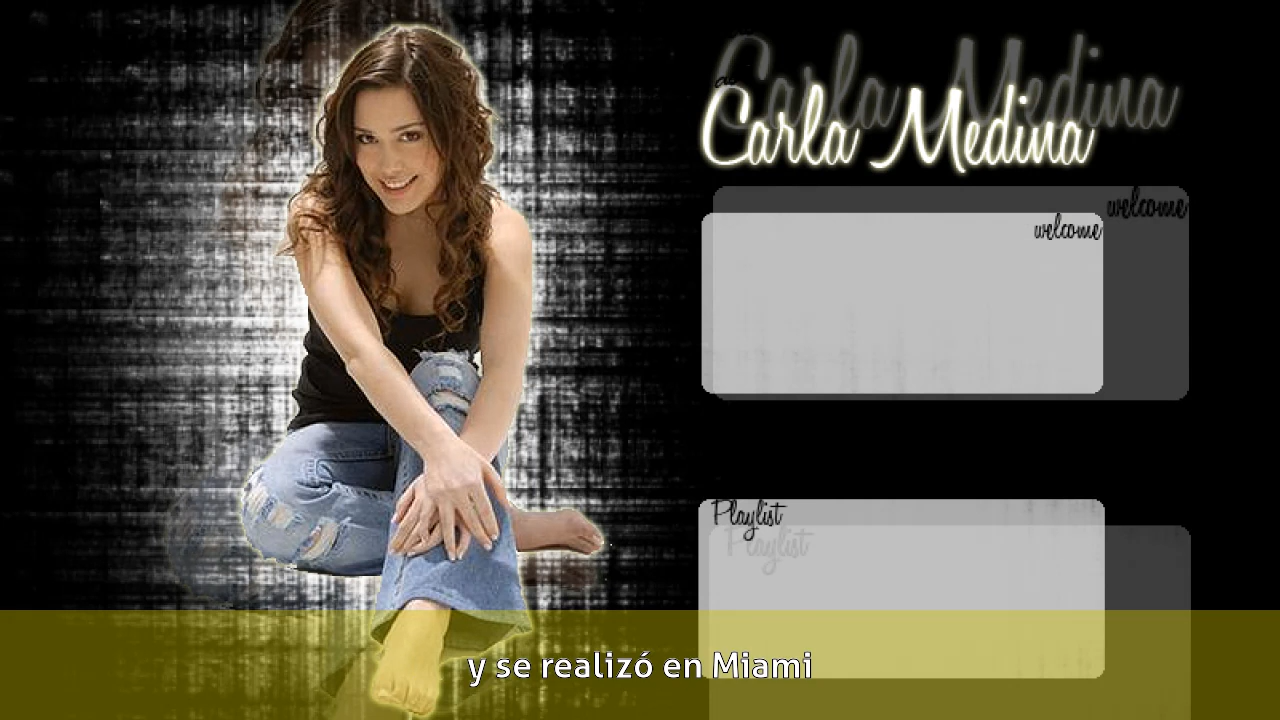 Carla Medina
Carla Medina
welcome
welcome
Playlist
Playlist
y se realizó en Miami